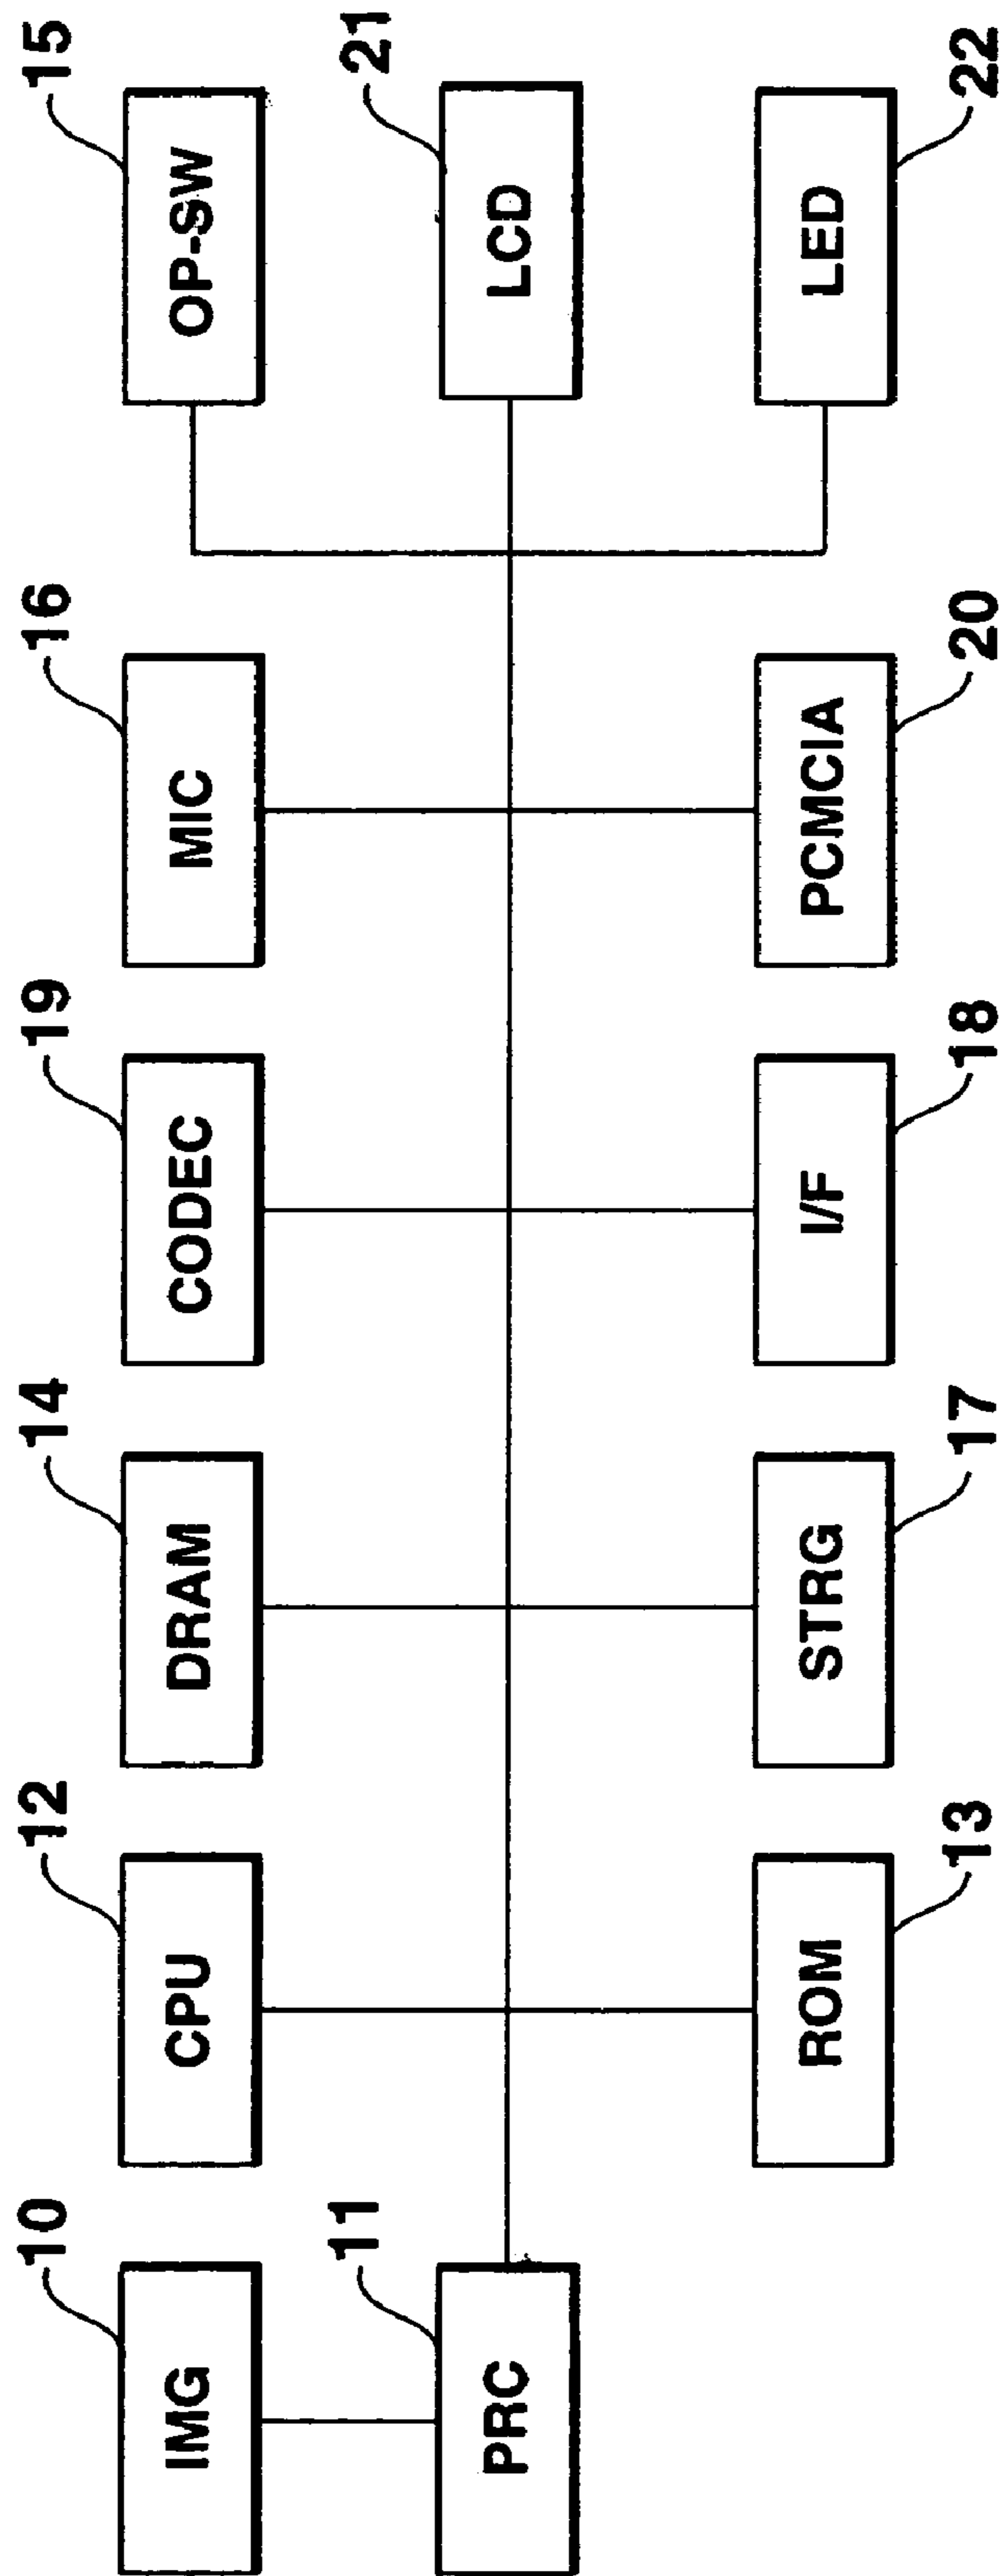 10
IMG
11
PRC
12
CPU
13
ROM
14
DRAM
17
STRG
19
CODEC
18
I/F
16
MIC
20
PCMCIA
15
OP-SW
21
LCD
22
LED